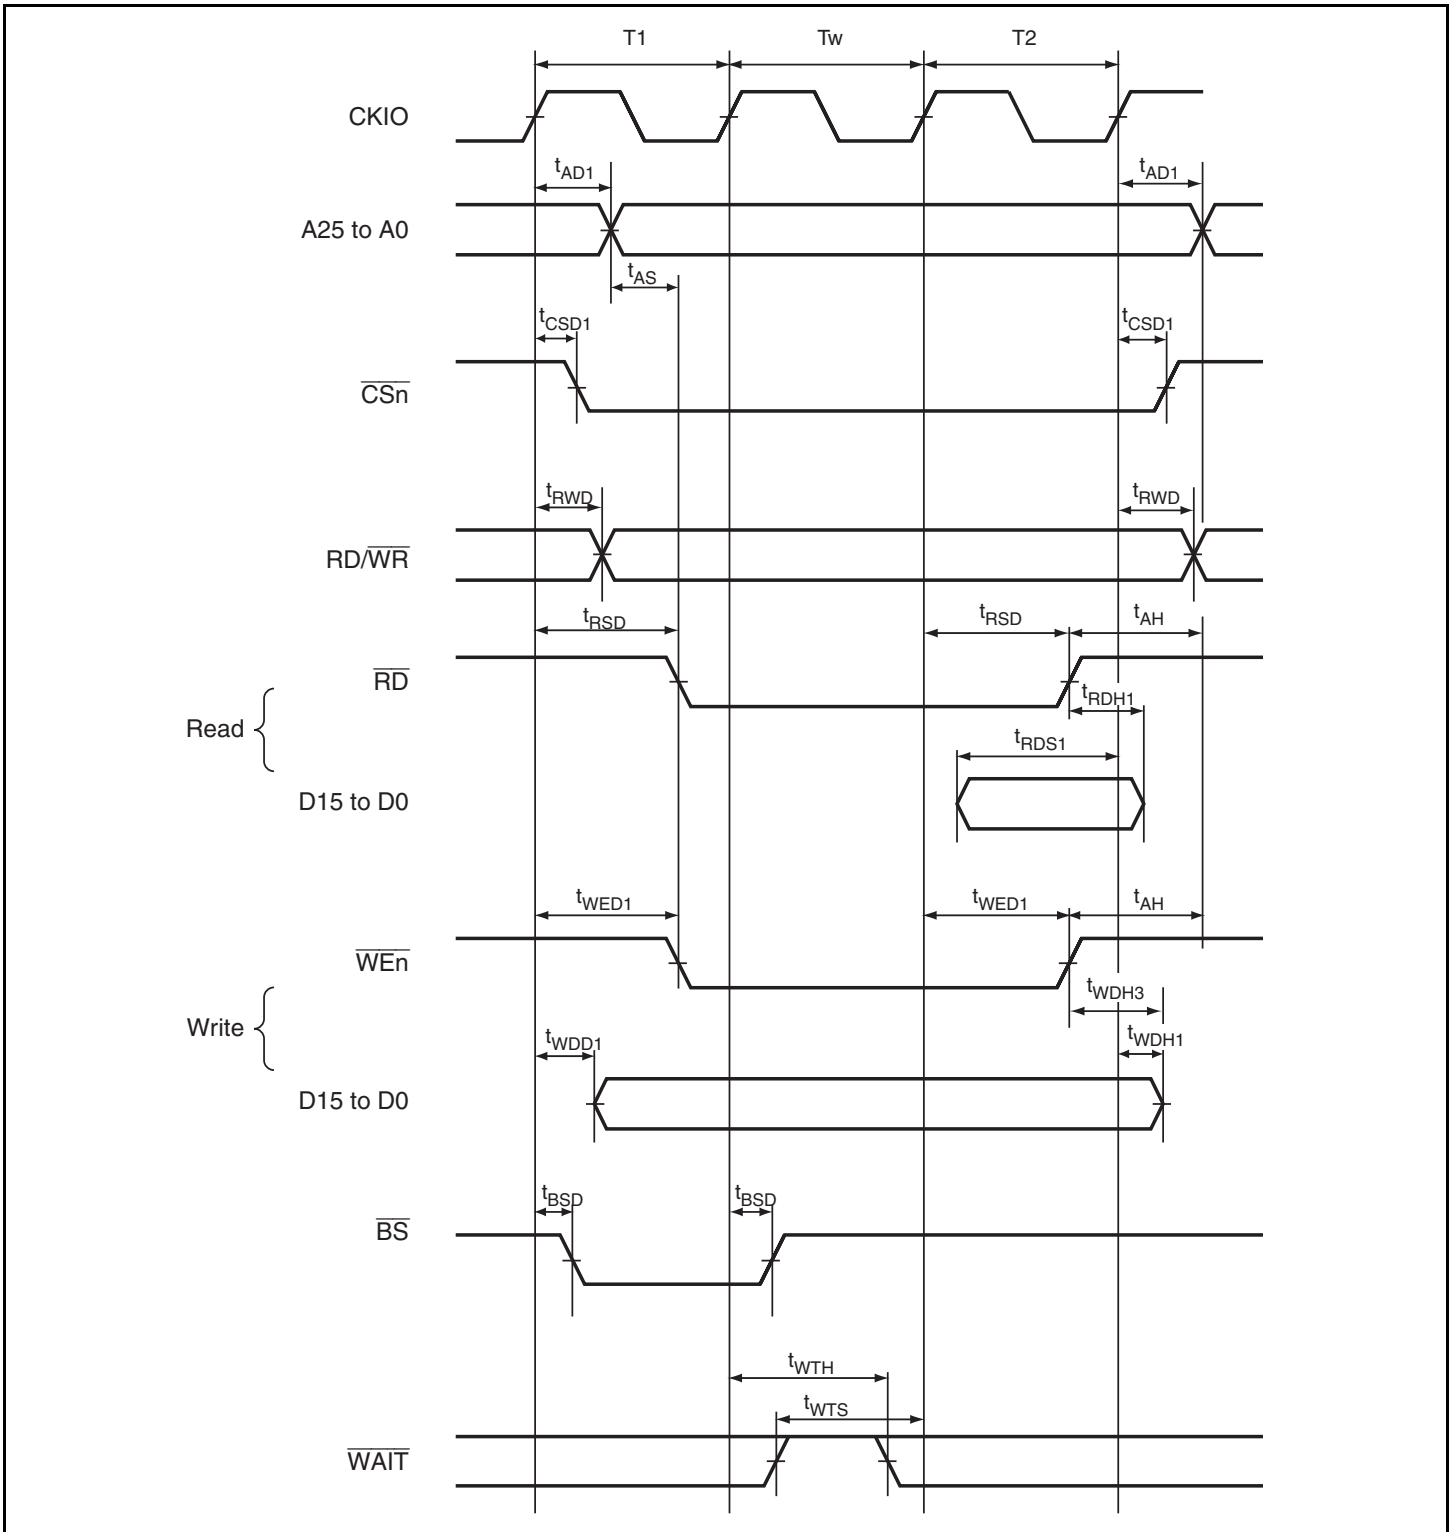 T1 Tw T2
CKIO
tAD1 tAD1
A25 to A0
tAS
tCSD1 tCSD1
CSn
tRWD tRWD
RD/WR
tRSD tRSD tAH
RD
tRDH1
Read
tRDS1
D15 to D0
tWED1 tWED1 tAH
WEn
tWDH3
Write
tWDD1 tWDH1
D15 to D0
tBSD tBSD
BS
tWTH
tWTS
WAIT